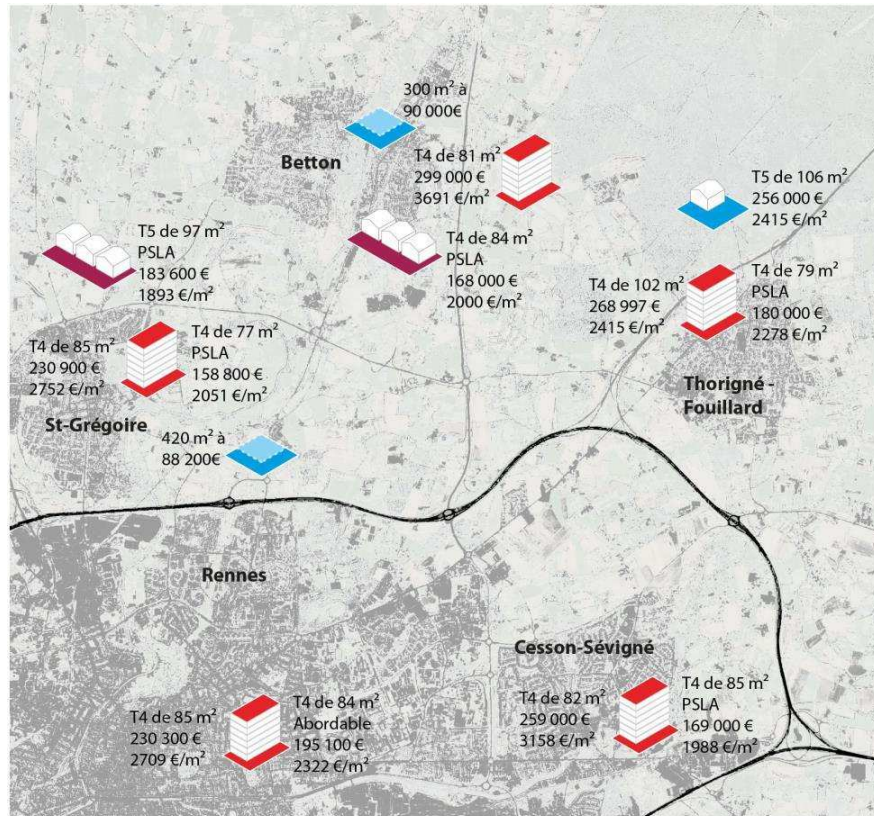 300 m² à
90 000€
Betton
T4 de 81 m²
299 000 €
3691 €/m²
T5 de 106 m²
256 000 €
2415 €/m²
T5 de 97 m²
PSLA
183 600 €
1893 €/m²
T4 de 84 m²
PSLA
168 000 €
2000 €/m²
T4 de 102 m²
268 997 €
2415 €/m²
T4 de 79 m²
PSLA
180 000 €
2278 €/m²
T4 de 85 m²
230 900 €
2752 €/m²
T4 de 77 m²
PSLA
158 800 €
2051 €/m²
Thorigné -
Fouillard
St-Grégoire
420 m² à
88 200€
Rennes
Cesson-Sévigné
T4 de 85 m²
230 300 €
2709 €/m²
T4 de 84 m²
Abordable
195 100 €
2322 €/m²
T4 de 82 m²
259 000 €
3158 €/m²
T4 de 85 m²
PSLA
169 000 €
1988 €/m²